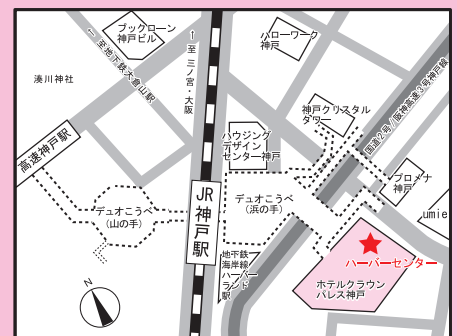 ブックローン
神戸ビル
← 至地下鉄大倉山駅
← 至 三ノ宮・大阪
ハローワーク
神戸
湊川神社
神戸クリスタル
タワー
国道2号/阪神高速3号神戸線
高速神戸駅
ハウジング
デザイン
センター神戸
プロメナ
神戸
umie
デュオこうべ
(山の手)
JR神戸駅
デュオこうべ
(浜の手)
地下鉄
海岸線
ハーバー
ランド
駅
ハーバーセンター
ホテルクラウン
パレス神戸
N